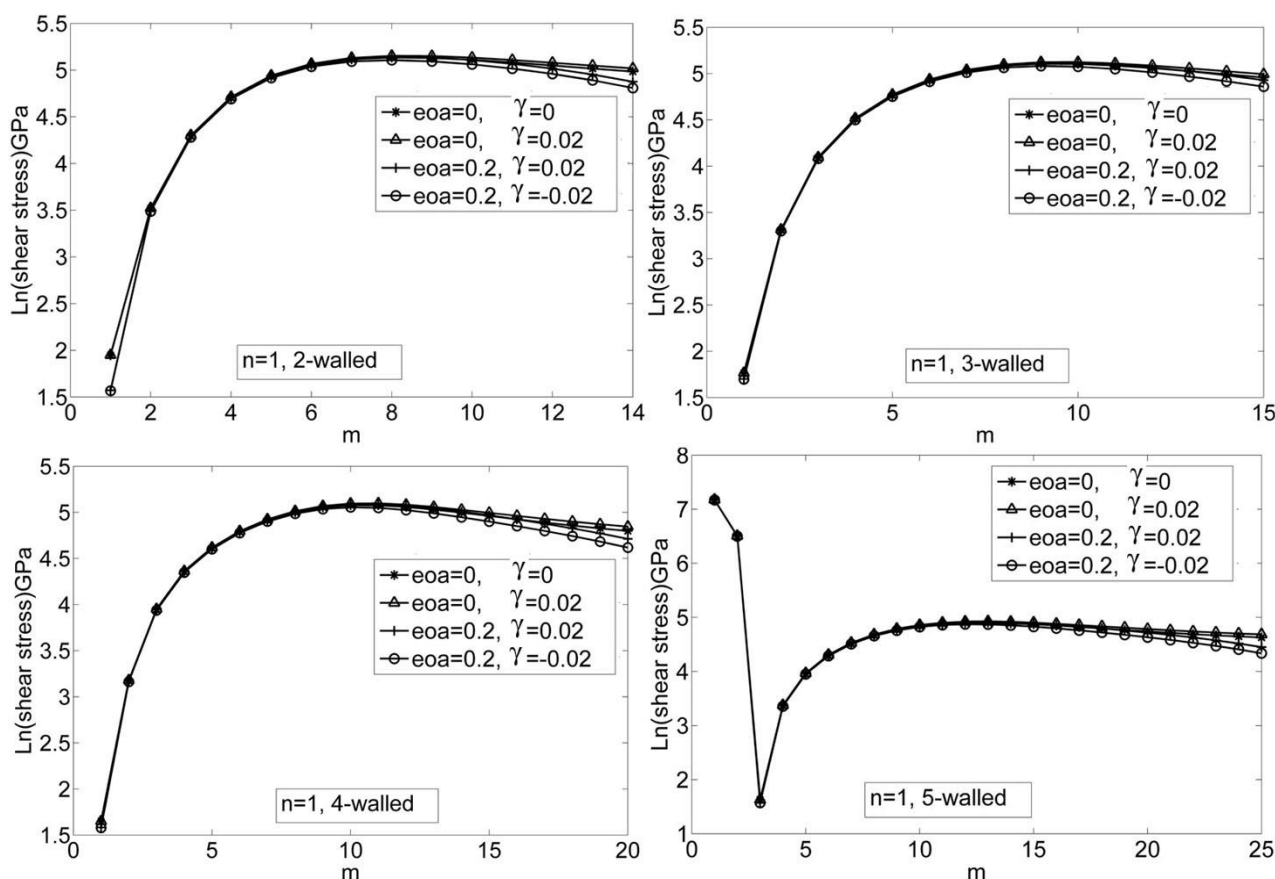 5.5
5
4.5
4
3.5
3
2.5
2
1.5
Ln(shear stress)GPa
eoa=0, γ=0
eoa=0, γ=0.02
eoa=0.2, γ=0.02
eoa=0.2, γ=-0.02
n=1, 2-walled
0 2 4 6 8 10 12 14
m
5.5
5
4.5
4
3.5
3
2.5
2
1.5
Ln(shear stress)GPa
eoa=0, γ=0
eoa=0, γ=0.02
eoa=0.2, γ=0.02
eoa=0.2, γ=-0.02
n=1, 3-walled
0 5 10 15
m
5.5
5
4.5
4
3.5
3
2.5
2
1.5
Ln(shear stress)GPa
eoa=0, γ=0
eoa=0, γ=0.02
eoa=0.2, γ=0.02
eoa=0.2, γ=-0.02
n=1, 4-walled
0 5 10 15 20
m
8
7
6
5
4
3
2
1
Ln(shear stress)GPa
eoa=0, γ=0
eoa=0, γ=0.02
eoa=0.2, γ=0.02
eoa=0.2, γ=-0.02
n=1, 5-walled
0 5 10 15 20 25
m